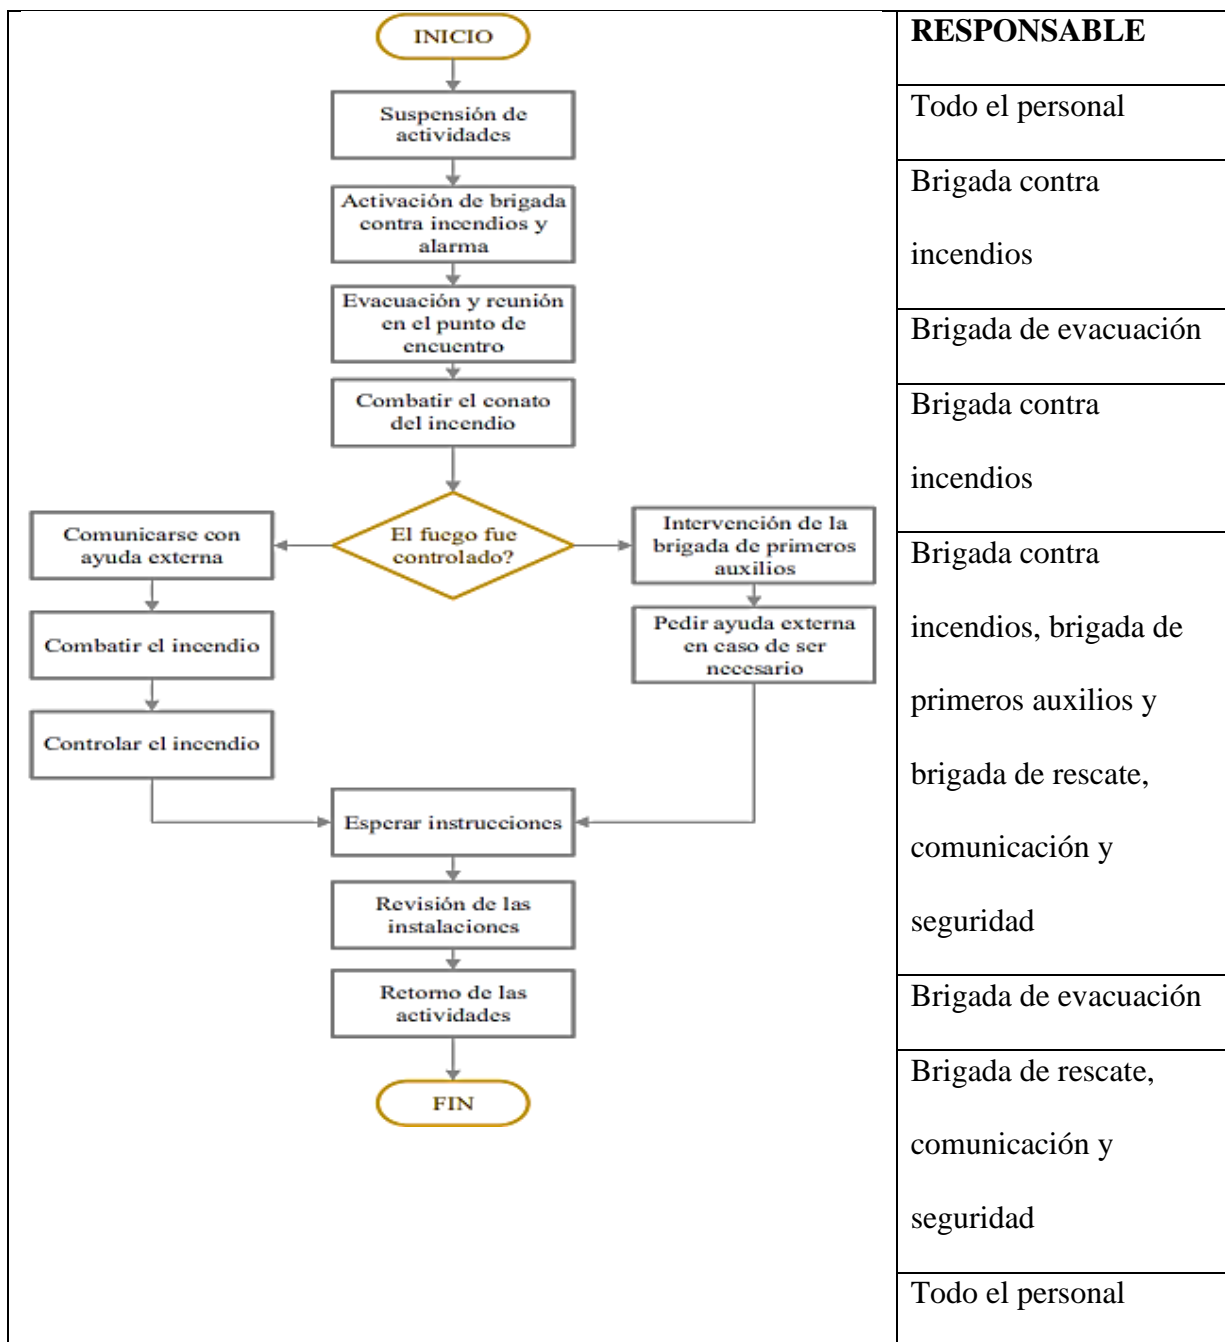 INICIO
Suspensión de
actividades
Activación de brigada
contra incendios y
alarma
Evacuación y reunión
en el punto de
encuentro
Combatir el conato
del incendio
El fuego fue
controlado?
Comunicarse con
ayuda externa
Combatir el incendio
Controlar el incendio
Intervención de la
brigada de primeros
auxilios
Pedir ayuda externa
en caso de ser
necesario
Esperar instrucciones
Revisión de las
instalaciones
Retorno de las
actividades
FIN
RESPONSABLE
Todo el personal
Brigada contra
incendios
Brigada de evacuación
Brigada contra
incendios
Brigada contra
incendios, brigada de
primeros auxilios y
brigada de rescate,
comunicación y
seguridad
Brigada de evacuación
Brigada de rescate,
comunicación y
seguridad
Todo el personal